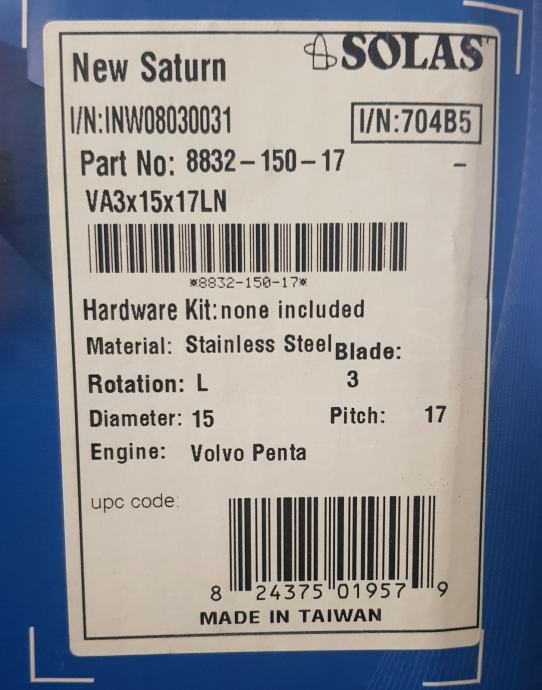 SOLAS
New Saturn
I/N:INW08030031 I/N:704B5
Part No: 8832-150-17 -
VA3x15x17LN
*8832-150-17*
Hardware Kit:none included
Material: Stainless Steel Blade:
Rotation: L 3
Diameter: 15 Pitch: 17
Engine: Volvo Penta
upc code:
8 24375 01957 9
MADE IN TAIWAN